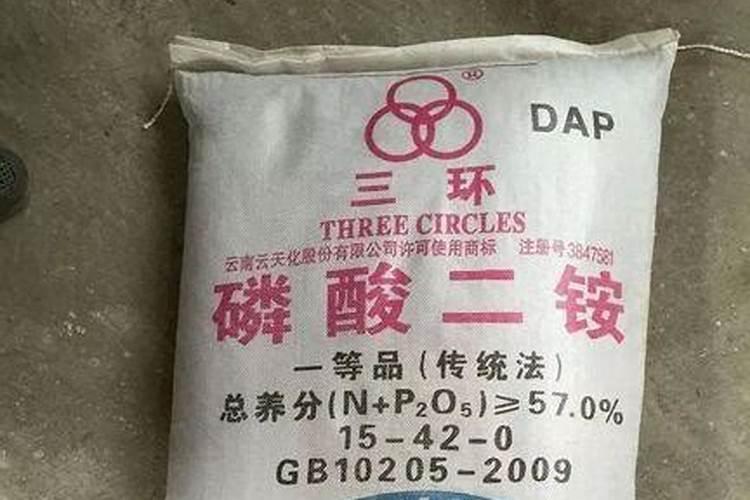 ®
DAP
三环
THREE CIRCLES
云南云天化股份有限公司许可使用商标 注册号3847581
磷酸二铵
一等品(传统法)
总养分(N+P₂O₅)≥57.0%
15-42-0
GB10205-2009